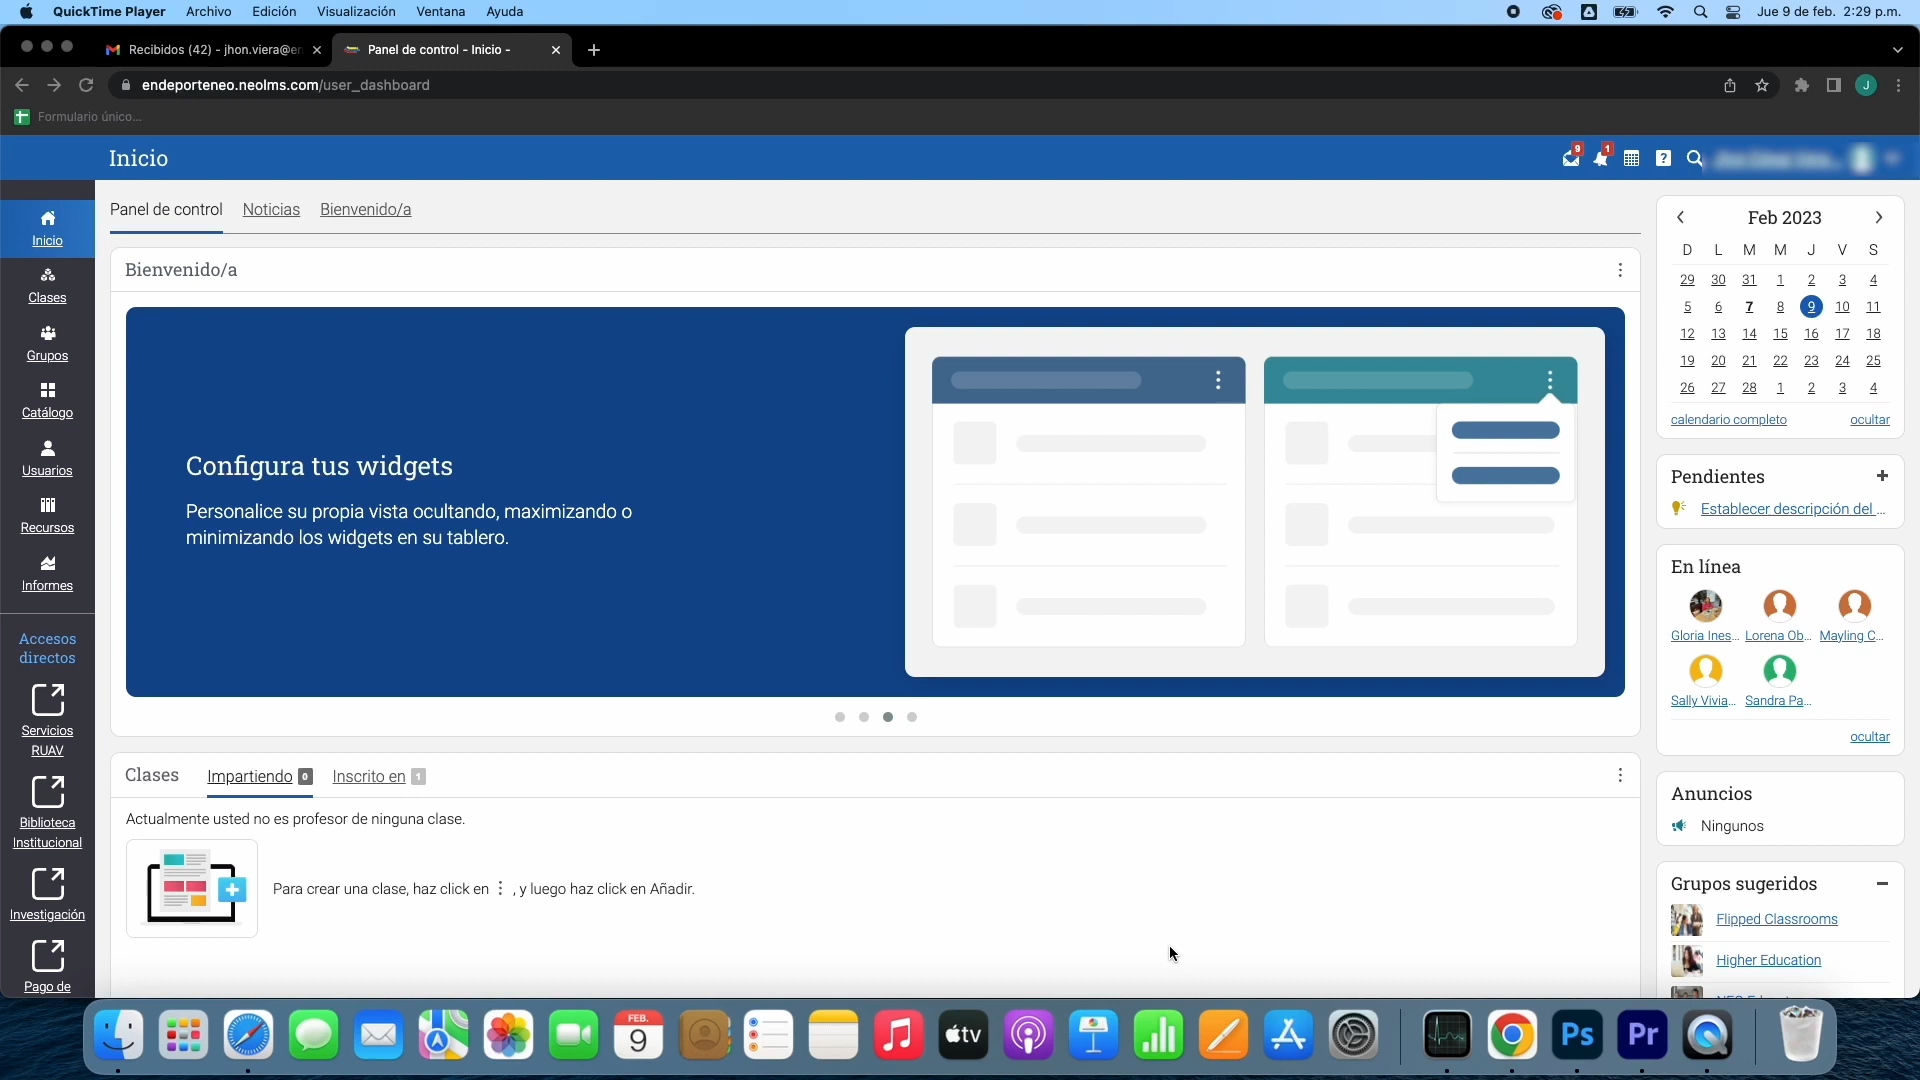 QuickTime Player Archivo Edición Visualización Ventana Ayuda
Jue 9 de feb. 2:29 p.m.
Recibidos (42) - jhon.viera@en
Panel de control - Inicio -
endeporteneo.neolms.com/user_dashboard
Formulario único...
Inicio
9
1
?
J
Inicio
Clases
Grupos
Catálogo
Usuarios
Recursos
Informes
Accesos
directos
Servicios
RUAV
Biblioteca
Institucional
Investigación
Pago de
Panel de control Noticias Bienvenido/a
Bienvenido/a
Configura tus widgets
Personalice su propia vista ocultando, maximizando o
minimizando los widgets en su tablero.
Clases Impartiendo 0 Inscrito en 1
Actualmente usted no es profesor de ninguna clase.
Para crear una clase, haz click en ⋮ , y luego haz click en Añadir.
Feb 2023
D L M M J V S
29 30 31 1 2 3 4
5 6 7 8 9 10 11
12 13 14 15 16 17 18
19 20 21 22 23 24 25
26 27 28 1 2 3 4
calendario completo ocultar
Pendientes +
Establecer descripción del ...
En línea
Gloria Ines... Lorena Ob... Mayling C...
Sally Vivia... Sandra Pa...
ocultar
Anuncios
Ningunos
Grupos sugeridos
Flipped Classrooms
Higher Education
FEB.
9
tv
Ps
Pr